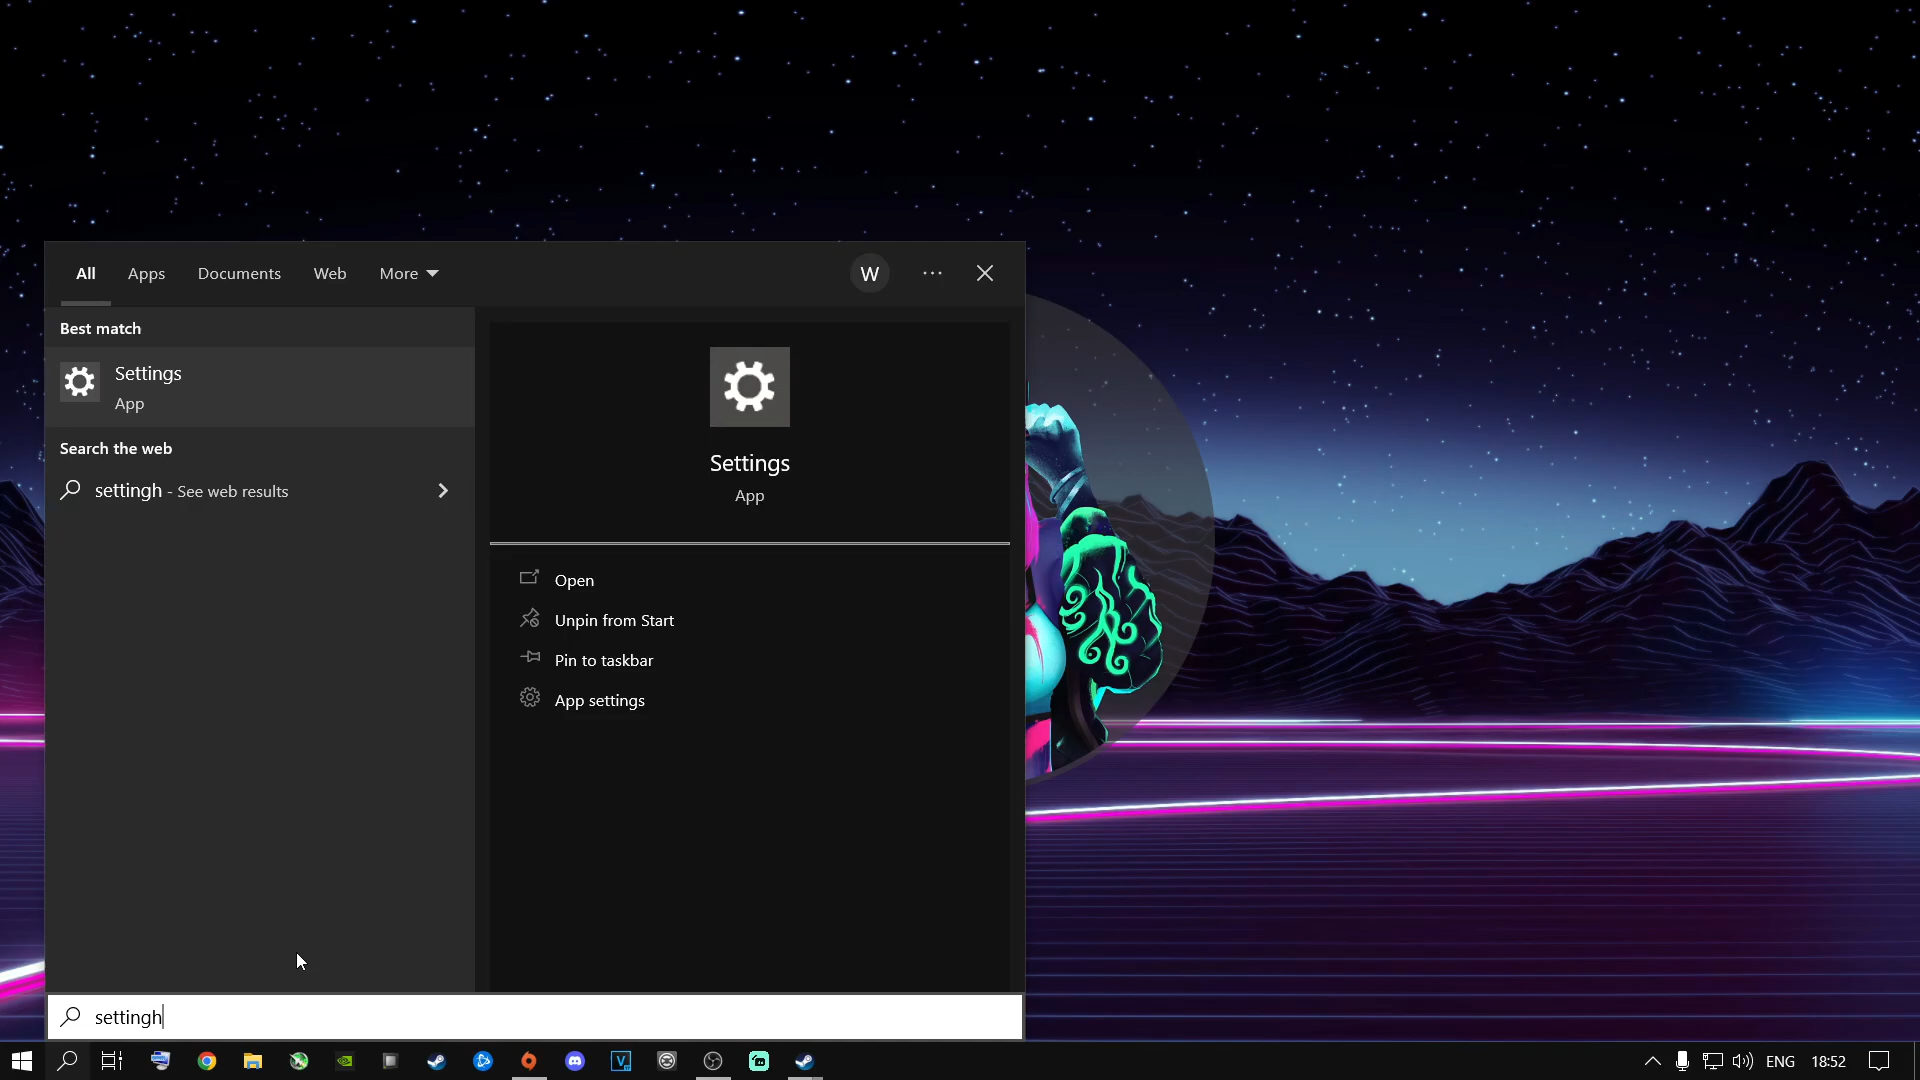 All Apps Documents Web More W
Best match
Settings
App
Search the web
settingh - See web results
Settings
App
Open
Unpin from Start
Pin to taskbar
App settings
settingh
ENG 18:52